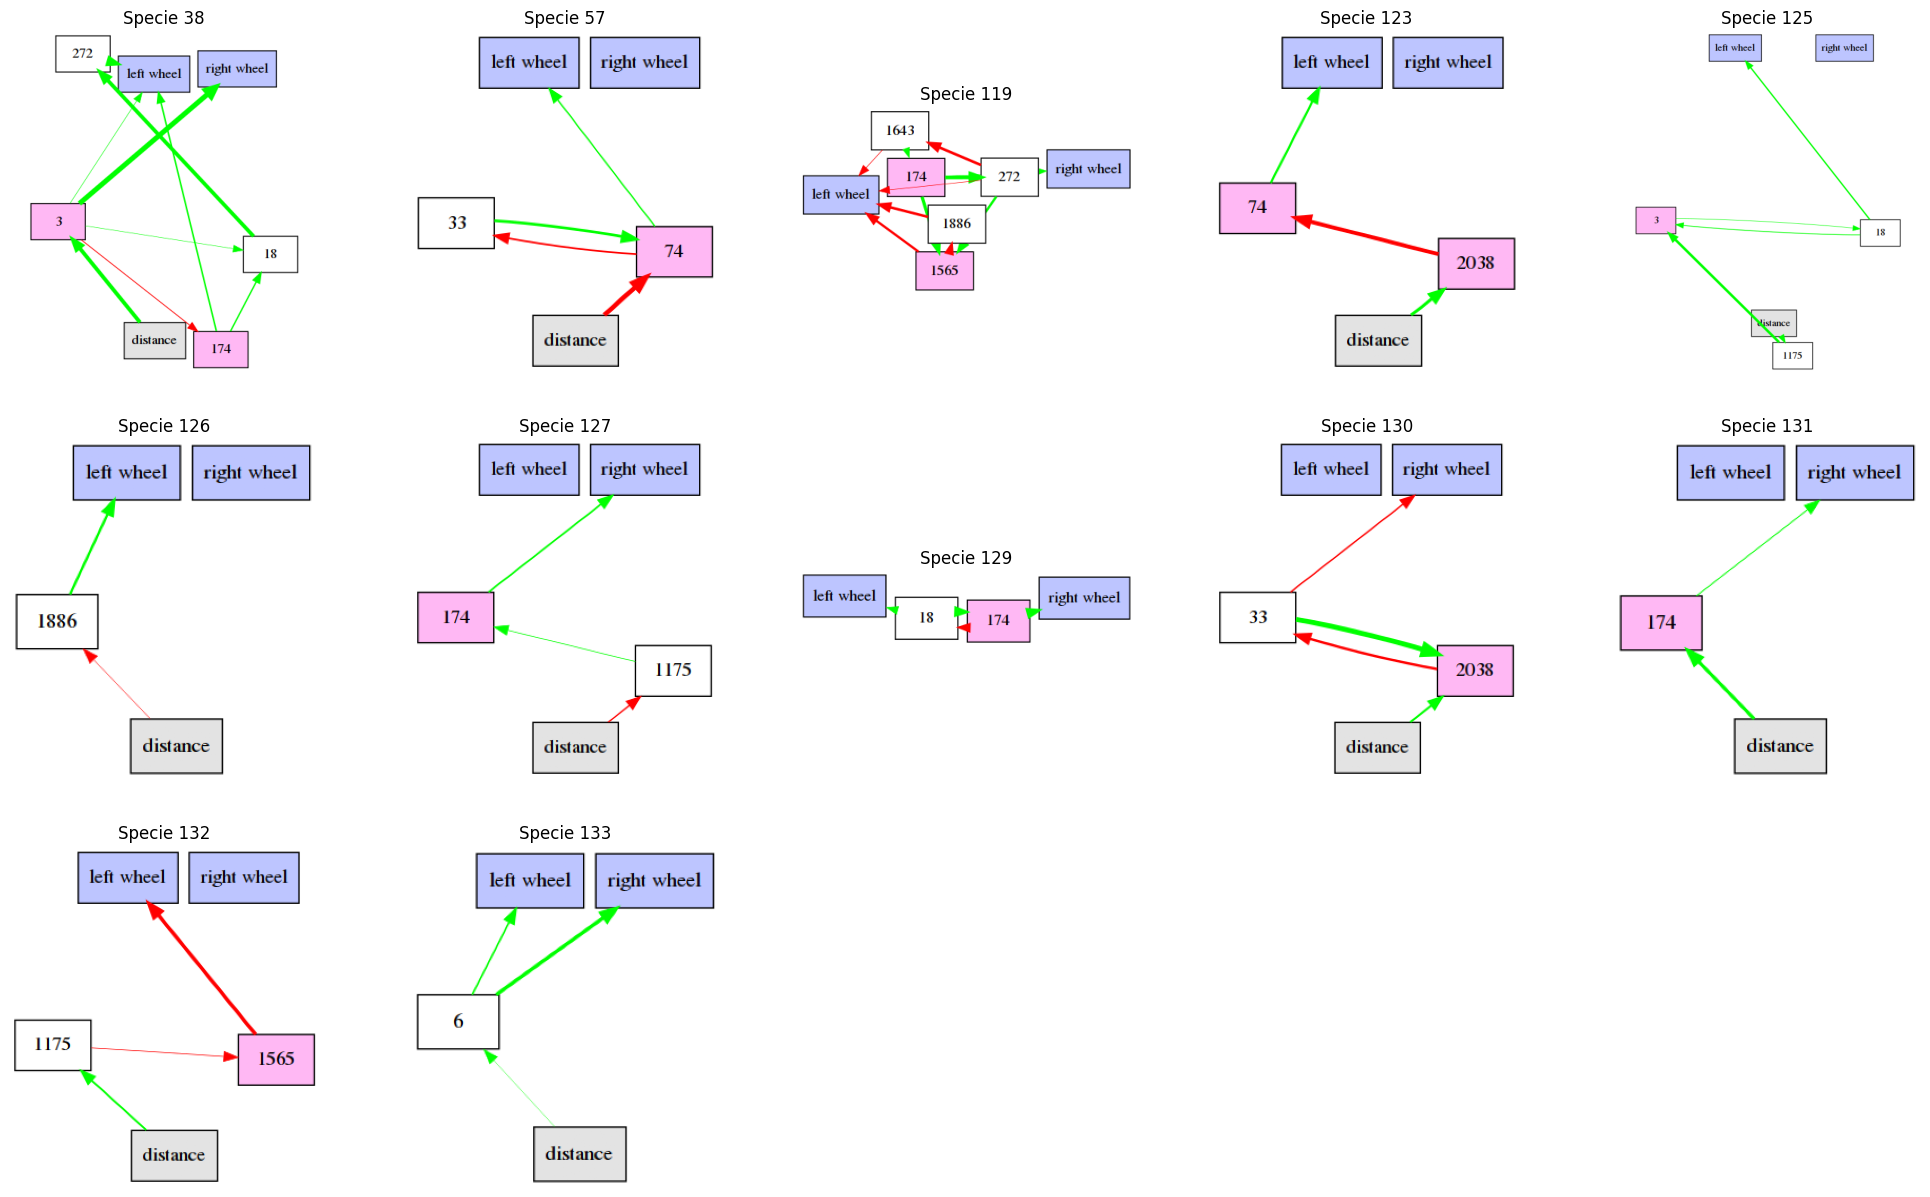 Specie 38
272
left wheel
right wheel
3
18
distance
174
Specie 57
left wheel
right wheel
33
74
distance
Specie 119
1643
174
272
right wheel
left wheel
1886
1565
Specie 123
left wheel
right wheel
74
2038
distance
Specie 125
left wheel
right wheel
3
18
distance
1175
Specie 126
left wheel
right wheel
1886
distance
Specie 127
left wheel
right wheel
174
1175
distance
Specie 129
left wheel
18
174
right wheel
Specie 130
left wheel
right wheel
33
2038
distance
Specie 131
left wheel
right wheel
174
distance
Specie 132
left wheel
right wheel
1175
1565
distance
Specie 133
left wheel
right wheel
6
distance